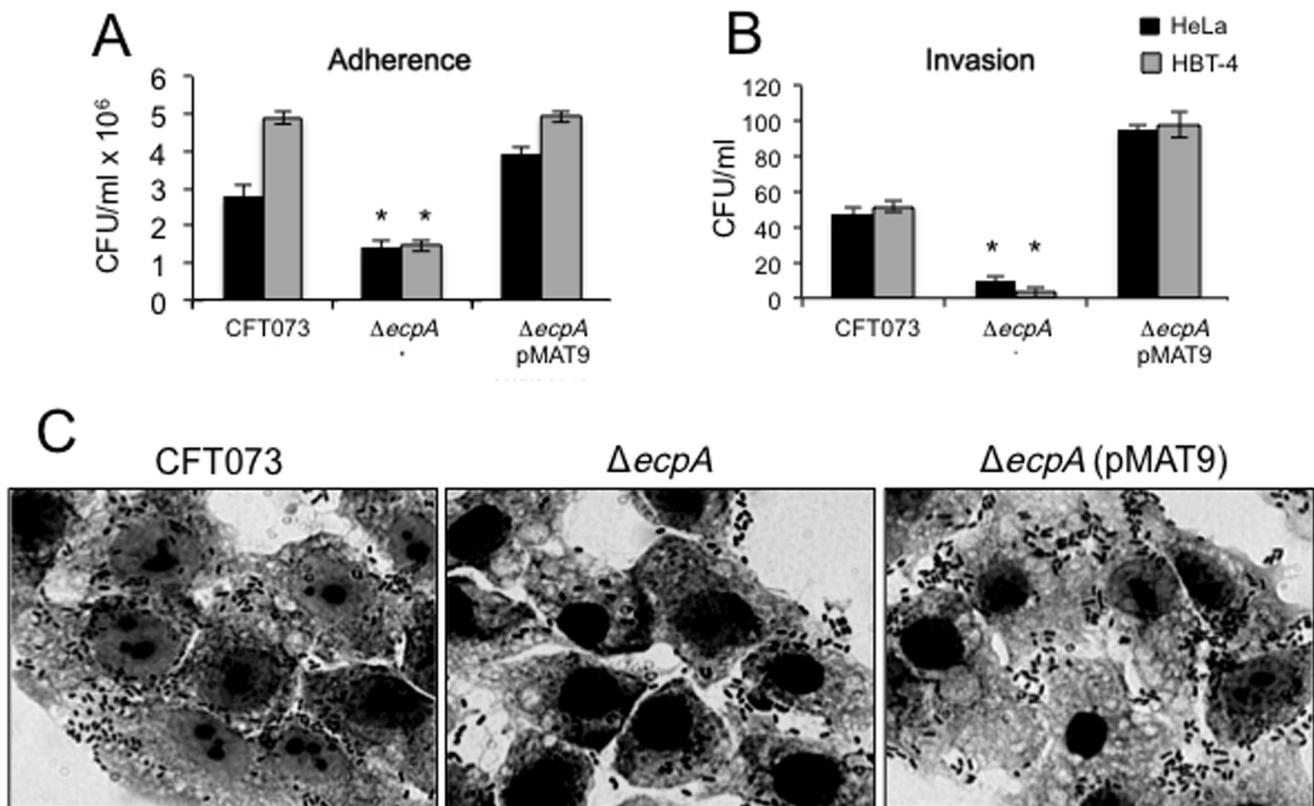 A
Adherence
CFU/ml x 10⁶
6
5
4
3
2
1
0
* *
CFT073
ΔecpA
ΔecpA
pMAT9
B
Invasion
HeLa
HBT-4
CFU/ml
120
100
80
60
40
20
0
* *
CFT073
ΔecpA
ΔecpA
pMAT9
C
CFT073
ΔecpA
ΔecpA (pMAT9)